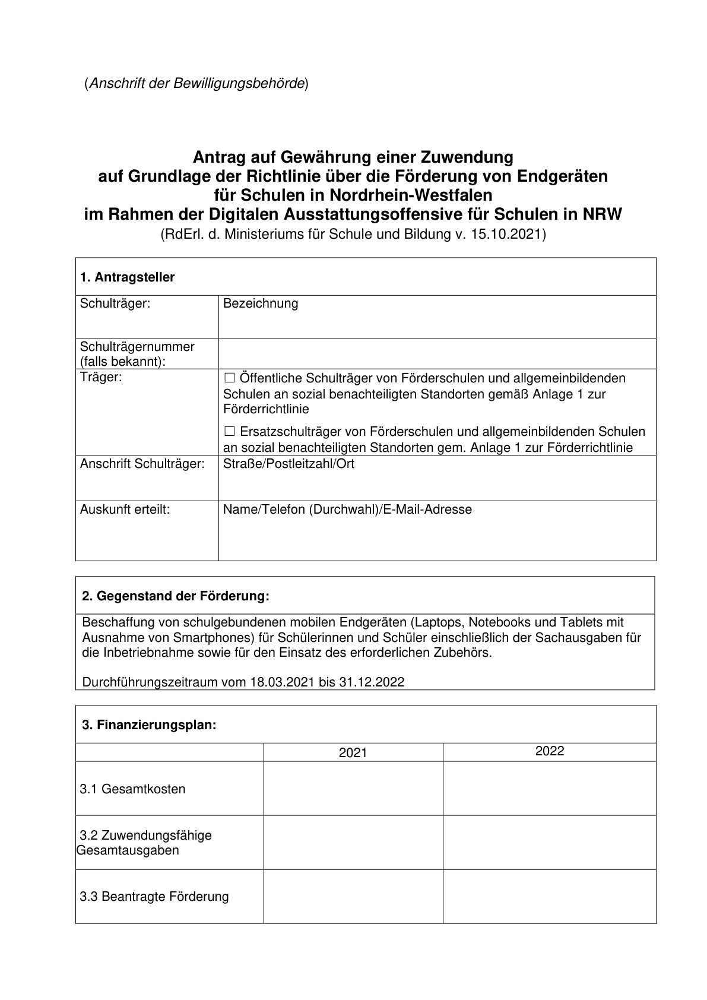 (Anschrift der Bewilligungsbehörde)
Antrag auf Gewährung einer Zuwendung
auf Grundlage der Richtlinie über die Förderung von Endgeräten
für Schulen in Nordrhein-Westfalen
im Rahmen der Digitalen Ausstattungsoffensive für Schulen in NRW
(RdErl. d. Ministeriums für Schule und Bildung v. 15.10.2021)
1. Antragsteller
Schulträger:
Bezeichnung
Schulträgernummer
(falls bekannt):
Träger:
☐ Öffentliche Schulträger von Förderschulen und allgemeinbildenden
Schulen an sozial benachteiligten Standorten gemäß Anlage 1 zur
Förderrichtlinie
☐ Ersatzschulträger von Förderschulen und allgemeinbildenden Schulen
an sozial benachteiligten Standorten gem. Anlage 1 zur Förderrichtlinie
Anschrift Schulträger:
Straße/Postleitzahl/Ort
Auskunft erteilt:
Name/Telefon (Durchwahl)/E-Mail-Adresse
2. Gegenstand der Förderung:
Beschaffung von schulgebundenen mobilen Endgeräten (Laptops, Notebooks und Tablets mit
Ausnahme von Smartphones) für Schülerinnen und Schüler einschließlich der Sachausgaben für
die Inbetriebnahme sowie für den Einsatz des erforderlichen Zubehörs.
Durchführungszeitraum vom 18.03.2021 bis 31.12.2022
3. Finanzierungsplan:
2021
2022
3.1 Gesamtkosten
3.2 Zuwendungsfähige
Gesamtausgaben
3.3 Beantragte Förderung